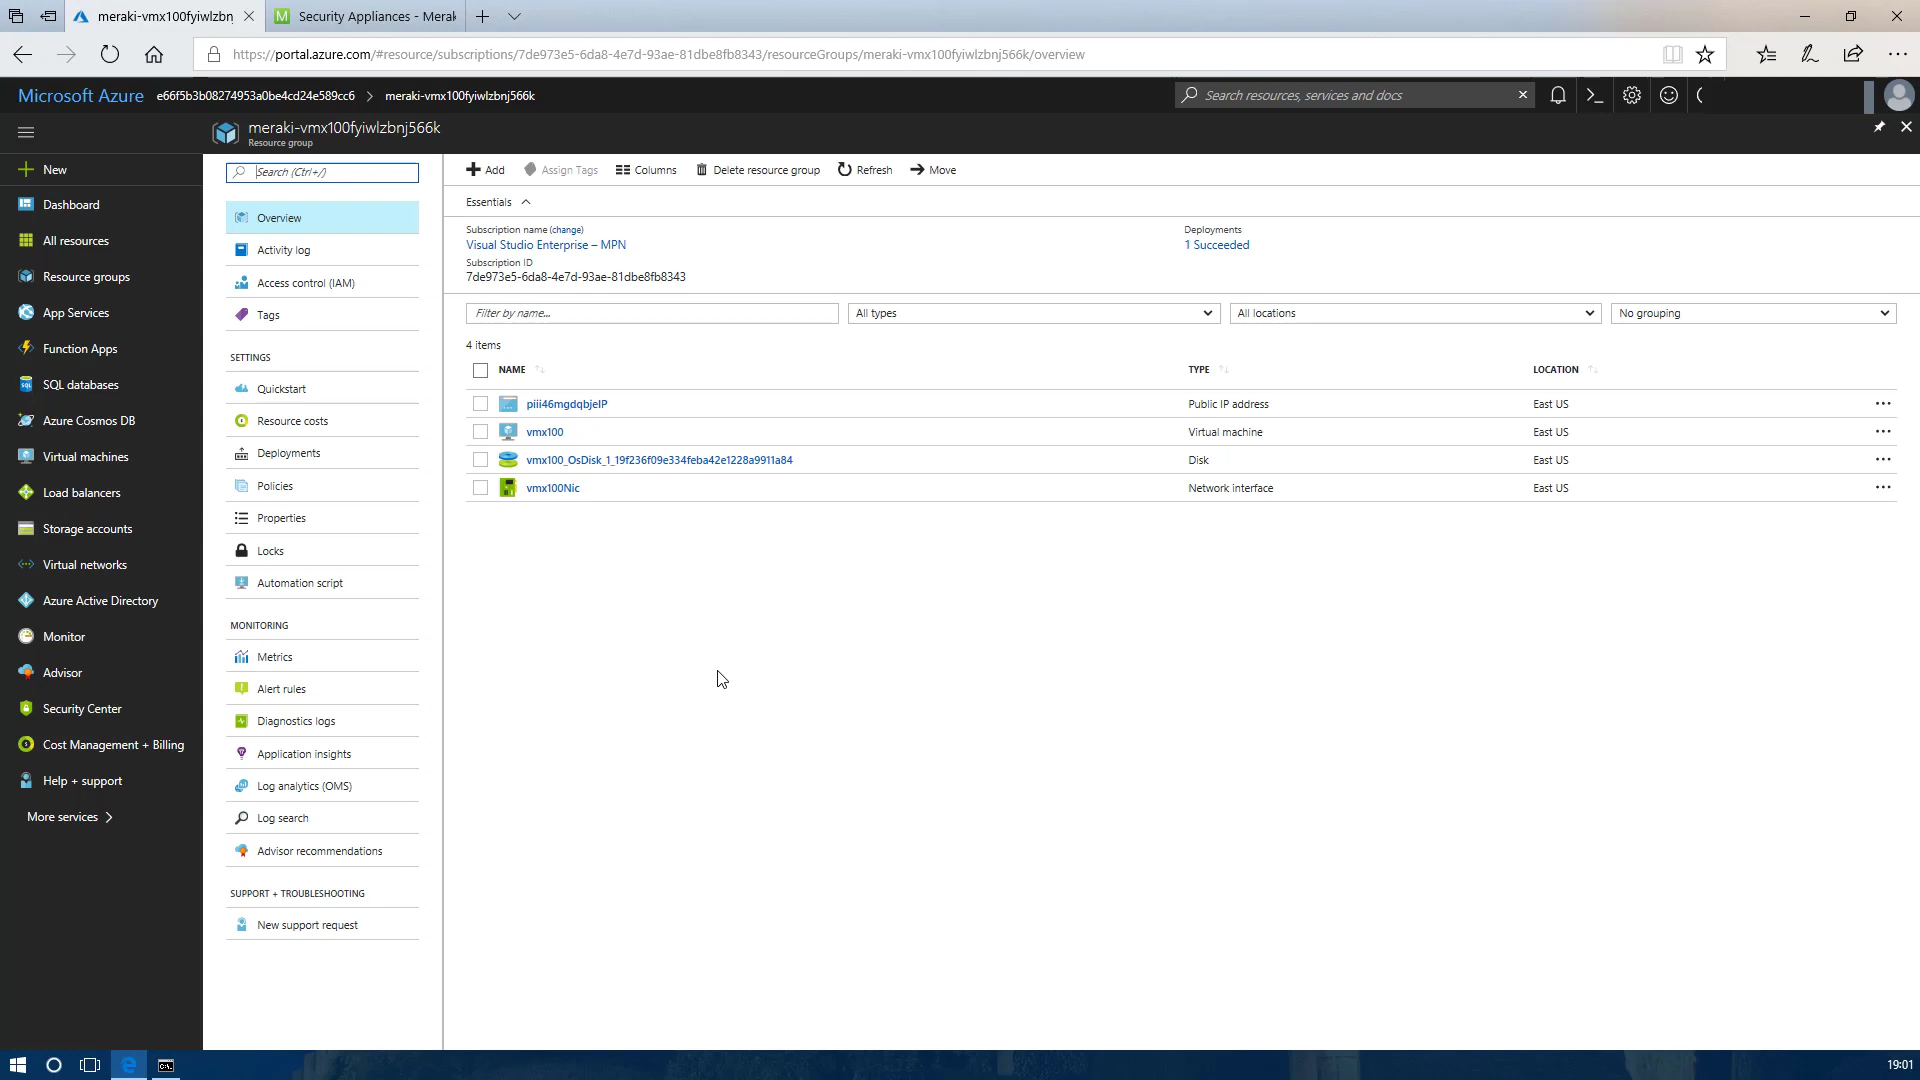 meraki-vmx100fyiwlzbnj
Security Appliances - Merak
https://portal.azure.com/#resource/subscriptions/7de973e5-6da8-4e7d-93ae-81dbe8fb8343/resourceGroups/meraki-vmx100fyiwlzbnj566k/overview
Microsoft Azure e66f5b3b08274953a0be4cd24e589cc6 > meraki-vmx100fyiwlzbnj566k
Search resources, services and docs
meraki-vmx100fyiwlzbnj566k
Resource group
New
Dashboard
All resources
Resource groups
App Services
Function Apps
SQL databases
Azure Cosmos DB
Virtual machines
Load balancers
Storage accounts
Virtual networks
Azure Active Directory
Monitor
Advisor
Security Center
Cost Management + Billing
Help + support
More services >
Search (Ctrl+/)
Overview
Activity log
Access control (IAM)
Tags
SETTINGS
Quickstart
Resource costs
Deployments
Policies
Properties
Locks
Automation script
MONITORING
Metrics
Alert rules
Diagnostics logs
Application insights
Log analytics (OMS)
Log search
Advisor recommendations
SUPPORT + TROUBLESHOOTING
New support request
Add Assign Tags Columns Delete resource group Refresh Move
Essentials
Subscription name (change)
Visual Studio Enterprise – MPN
Subscription ID
7de973e5-6da8-4e7d-93ae-81dbe8fb8343
Deployments
1 Succeeded
Filter by name... All types All locations No grouping
4 items
NAME TYPE LOCATION
piii46mgdqbjeIP Public IP address East US
vmx100 Virtual machine East US
vmx100_OsDisk_1_19f236f09e334feba42e1228a9911a84 Disk East US
vmx100Nic Network interface East US
19:01